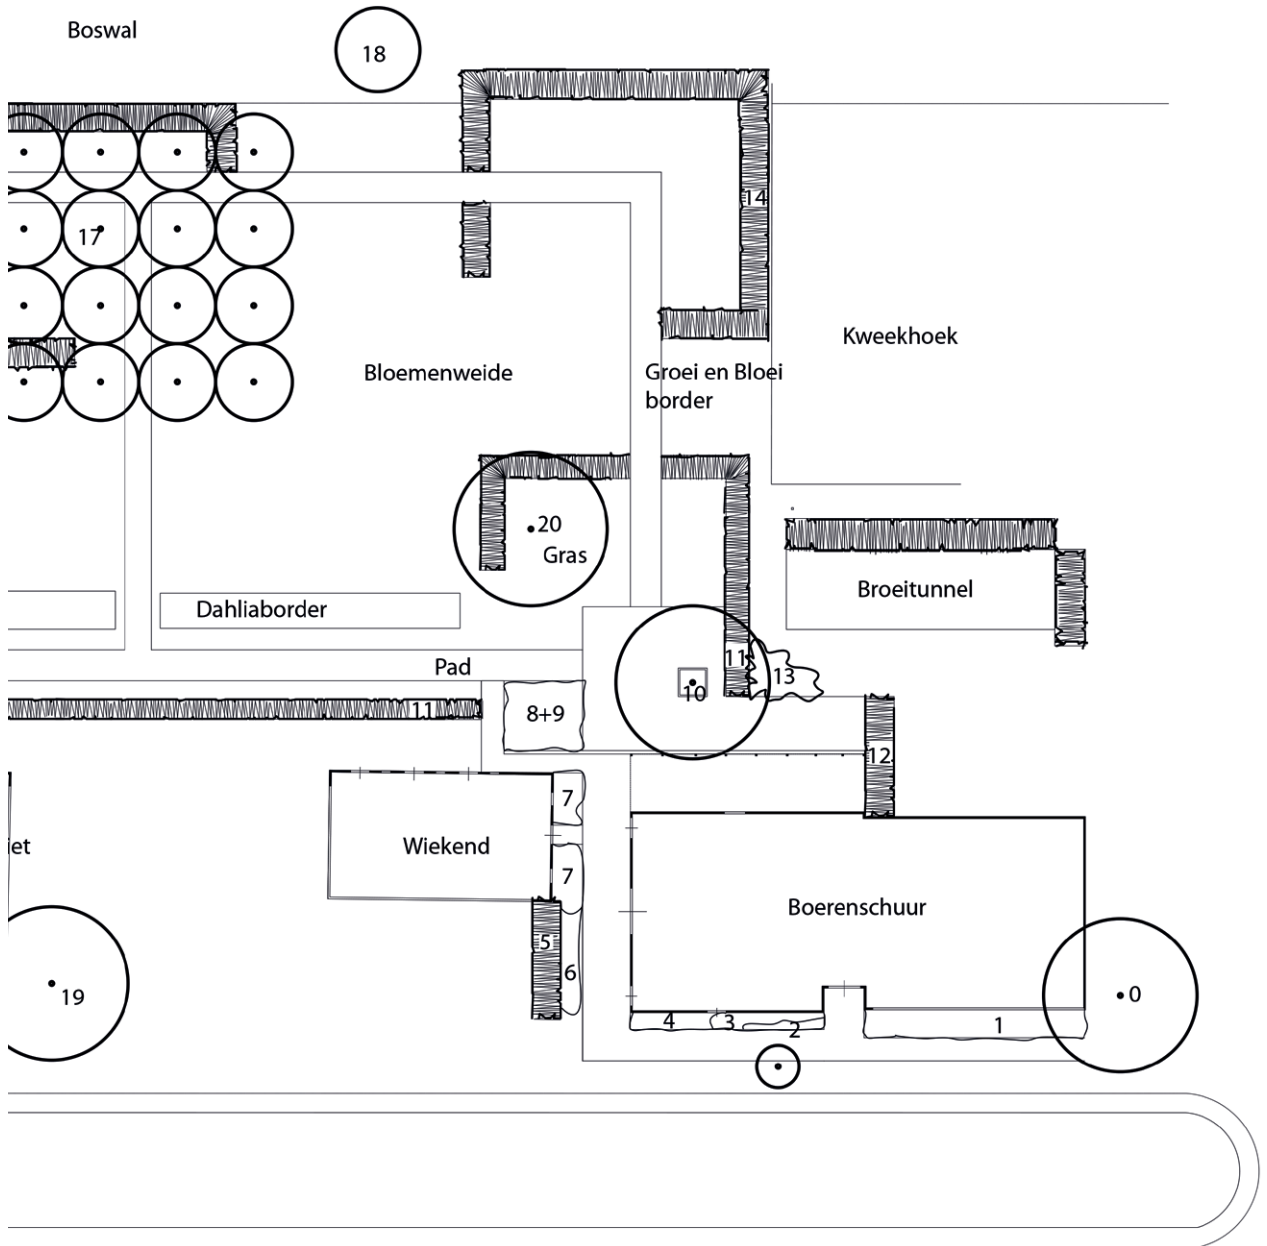 Boswal
18
14
17
Kweekhoek
Bloemenweide
Groei en Bloei
border
20
Gras
Broeitunnel
Dahliaborder
Pad
11
13
10
11
8+9
12
7
Wiekend
iet
7
Boerenschuur
5
6
19
0
4
3
2
1